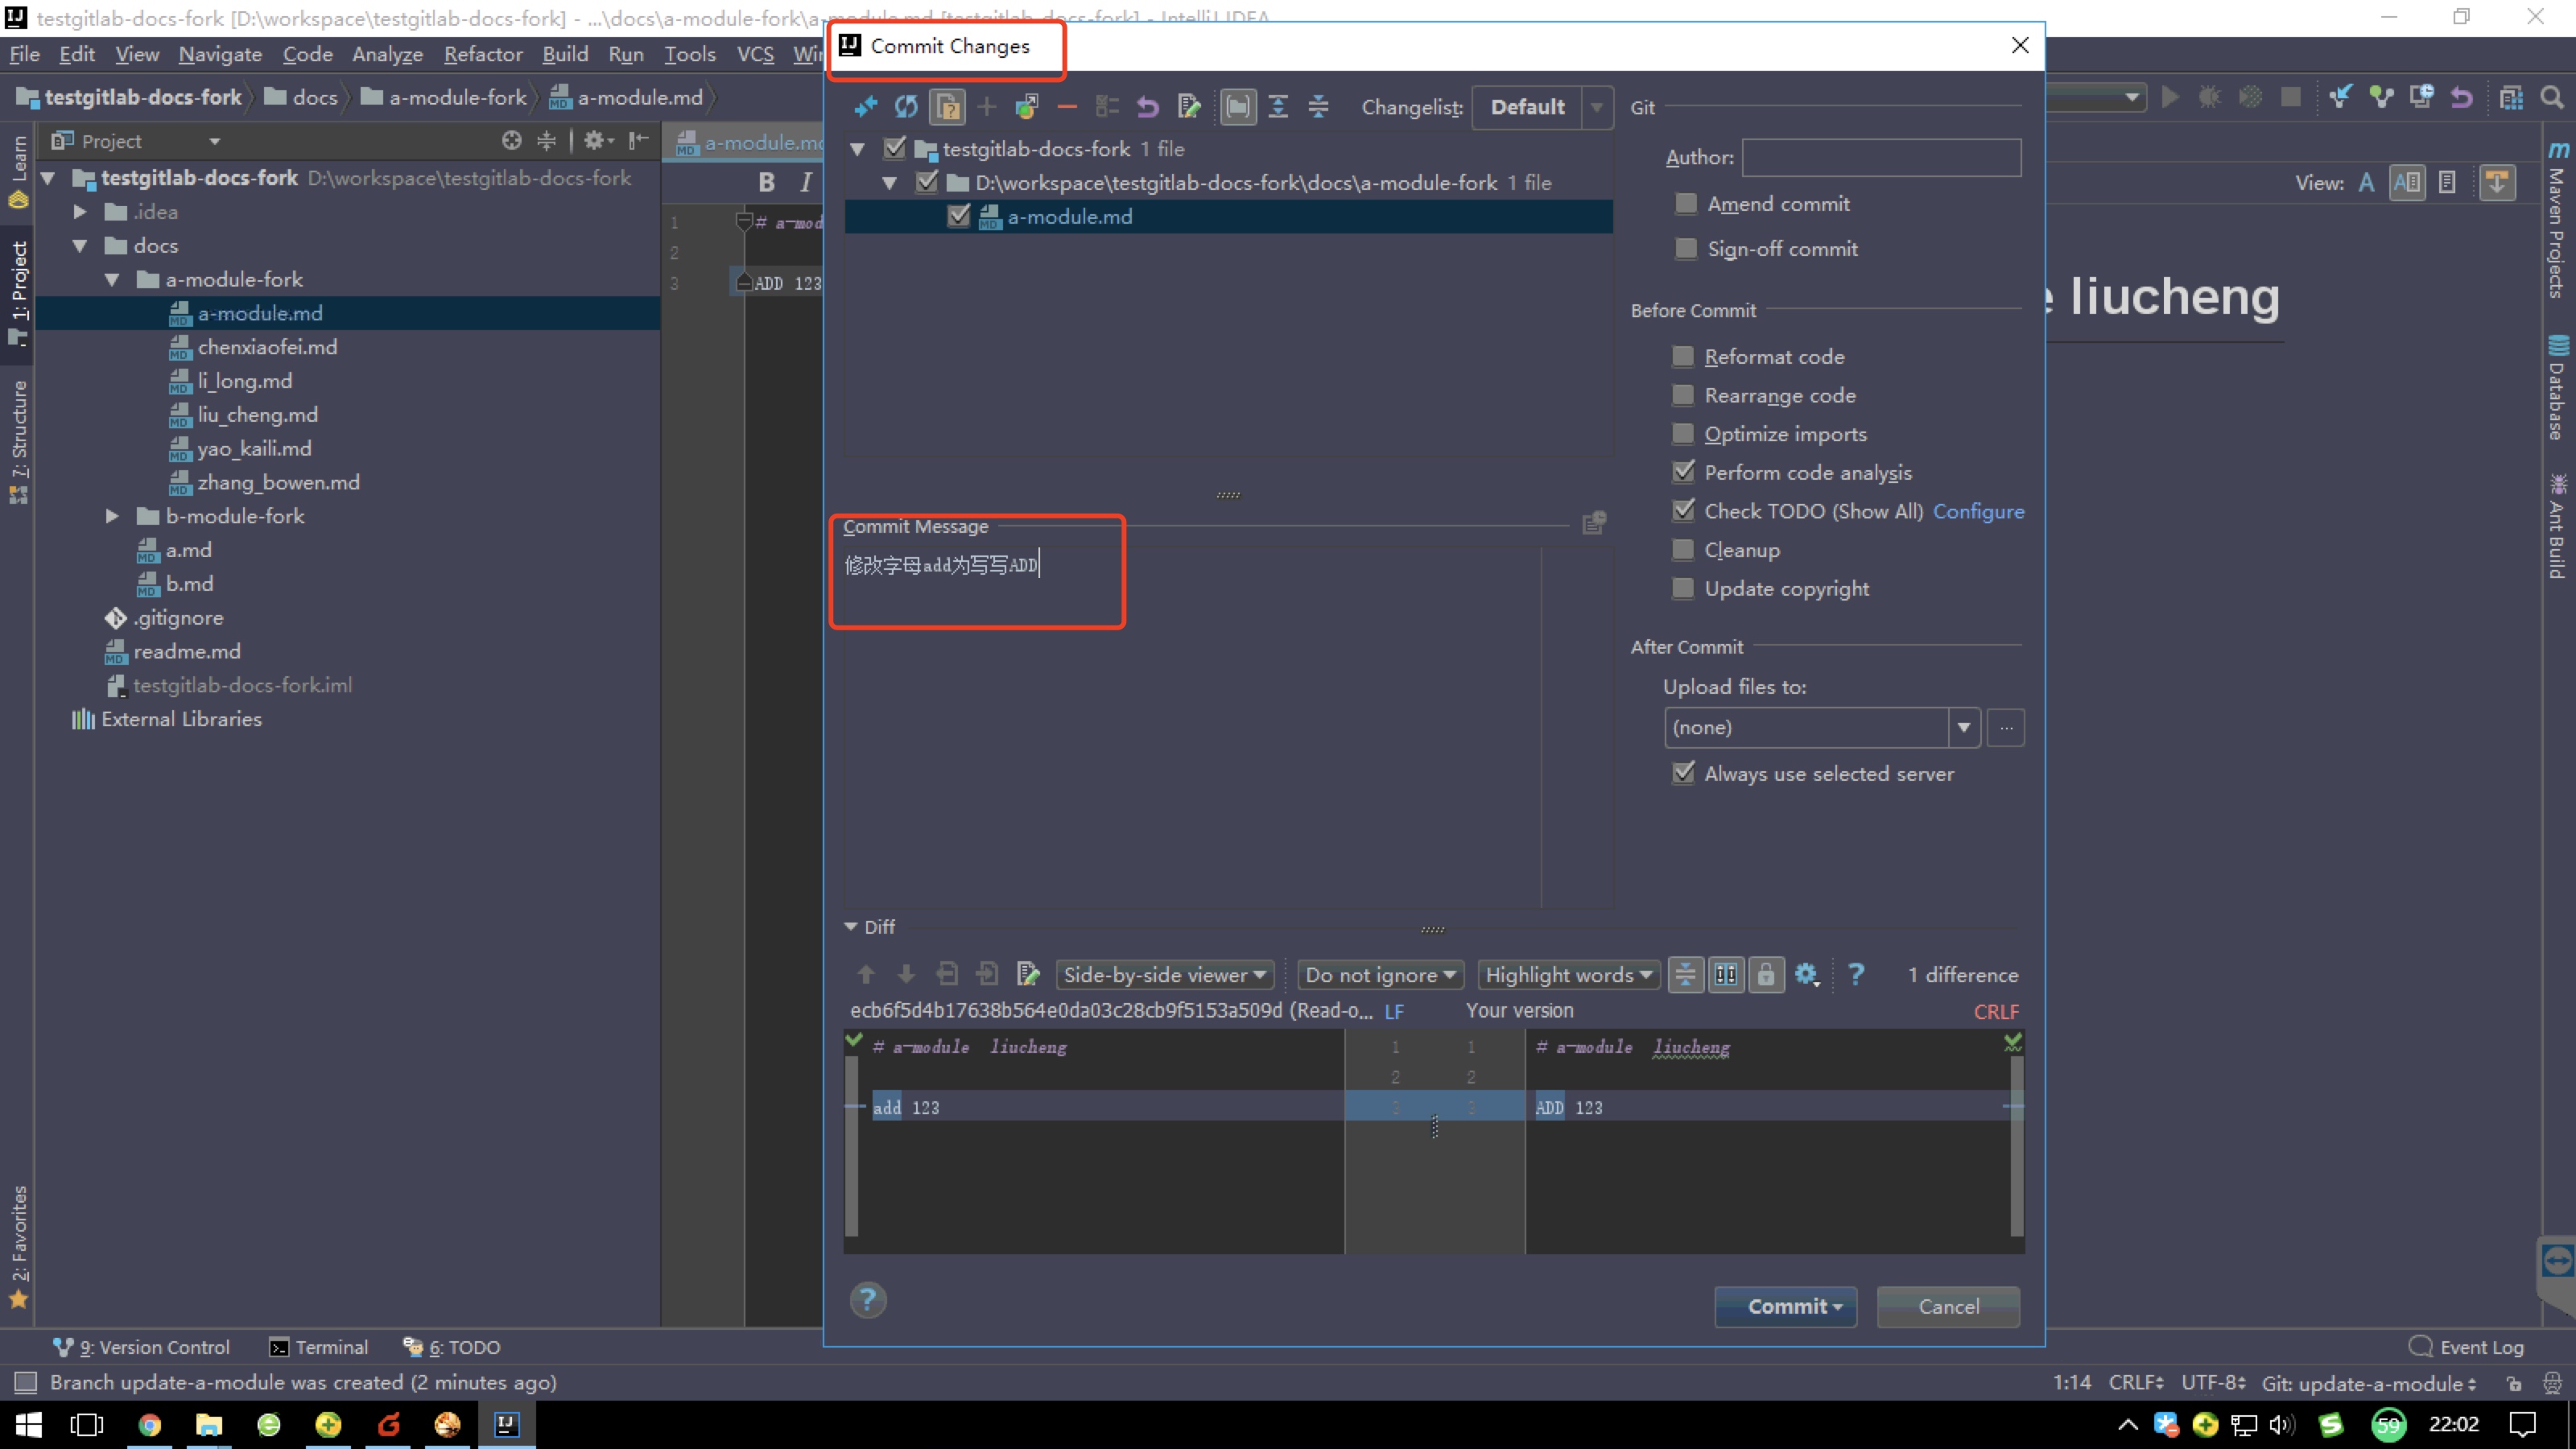 testgitlab-docs-fork [D:\workspace\testgitlab-docs-fork] - ...\docs\a-module-fork\a-module.md [testgitlab-docs-fork] - IntelliJ IDEA
File Edit View Navigate Code Analyze Refactor Build Run Tools VCS Win
testgitlab-docs-fork docs a-module-fork a-module.md
Project
a-module.md
Learn
1: Project
7: Structure
2: Favorites
testgitlab-docs-fork D:\workspace\testgitlab-docs-fork
.idea
docs
a-module-fork
a-module.md
chenxiaofei.md
li_long.md
liu_cheng.md
yao_kaili.md
zhang_bowen.md
b-module-fork
a.md
b.md
.gitignore
readme.md
testgitlab-docs-fork.iml
External Libraries
B I
1 # a-mod
2
3 ADD 123
Commit Changes
Changelist: Default
testgitlab-docs-fork 1 file
D:\workspace\testgitlab-docs-fork\docs\a-module-fork 1 file
a-module.md
Commit Message
修改字母add为写写ADD
Git
Author:
Amend commit
Sign-off commit
Before Commit
Reformat code
Rearrange code
Optimize imports
Perform code analysis
Check TODO (Show All) Configure
Cleanup
Update copyright
After Commit
Upload files to:
(none)
...
Always use selected server
Diff
Side-by-side viewer Do not ignore Highlight words ? 1 difference
ecb6f5d4b17638b564e0da03c28cb9f5153a509d (Read-o... LF Your version CRLF
# a-module liucheng 1 1 # a-module liucheng
2 2
add 123 3 3 ADD 123
? Commit Cancel
View:
e liucheng
Maven Projects
Database
Ant Build
9: Version Control Terminal 6: TODO Event Log
Branch update-a-module was created (2 minutes ago) 1:14 CRLF UTF-8 Git: update-a-module
59 22:02